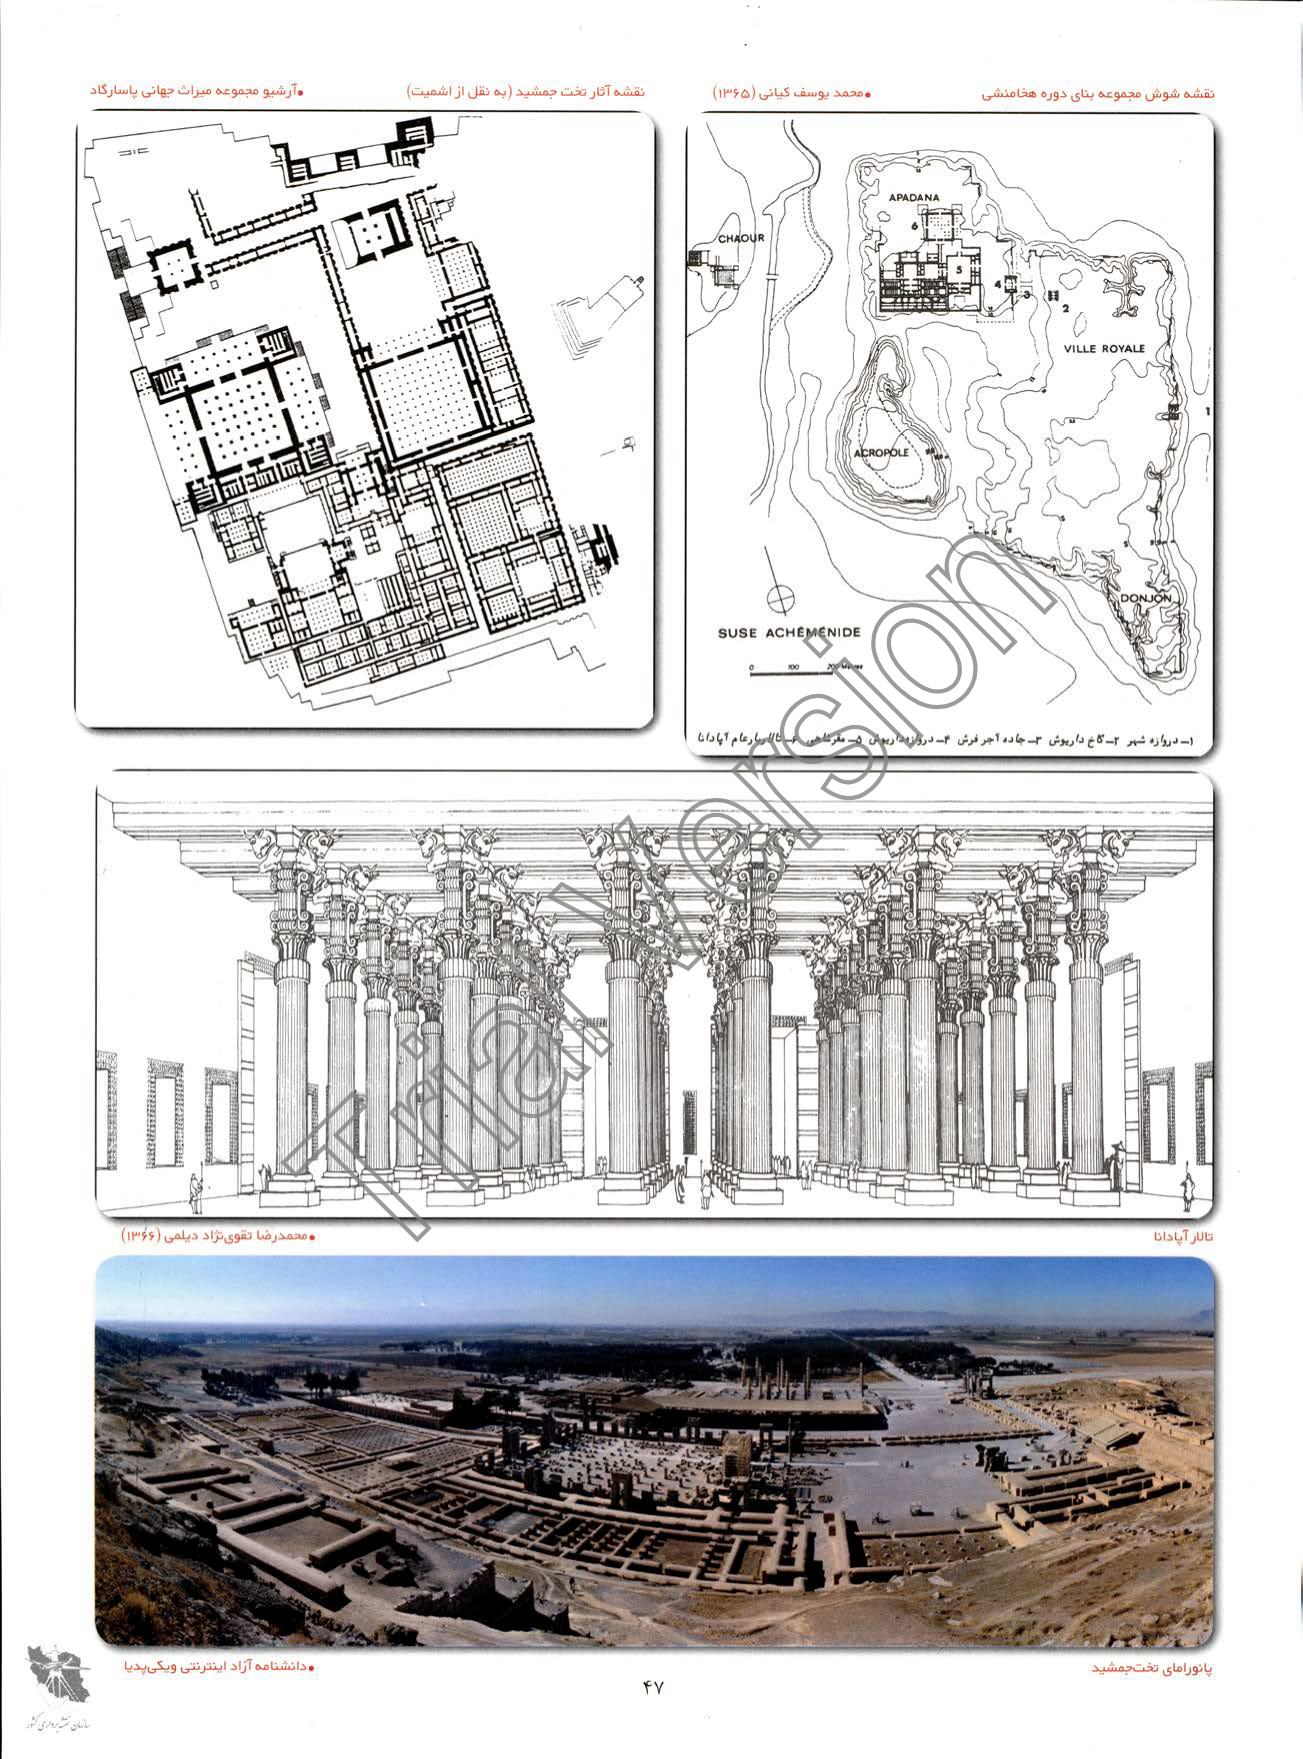 نقشه شوش مجموعه بنای دوره هخامنشی
●محمد یوسف کیانی (۱۳۶۵)
نقشه آثار تخت جمشید (به نقل از اشمیت)
●آرشیو مجموعه میراث جهانی پاسارگاد
APADANA
6
CHAOUR
5
4
3
2
VILLE ROYALE
1
ACROPOLE
DONJON
SUSE ACHÉMÉNIDE
0 100 200 Metres
۱ــ دروازه شهر ۲ــ کاخ داریوش ۳ــ جاده آجر فرش ۴ــ دروازه داریوش ۵ــ مقر شاهی ۶ــ تالار بار عام آپادانا
Trial Version
تالار آپادانا
●محمدرضا تقوی‌نژاد دیلمی (۱۳۶۶)
پانورامای تخت‌جمشید
●دانشنامه آزاد اینترنتی ویکی‌پدیا
۴۷
سازمان نقشه برداری کشور